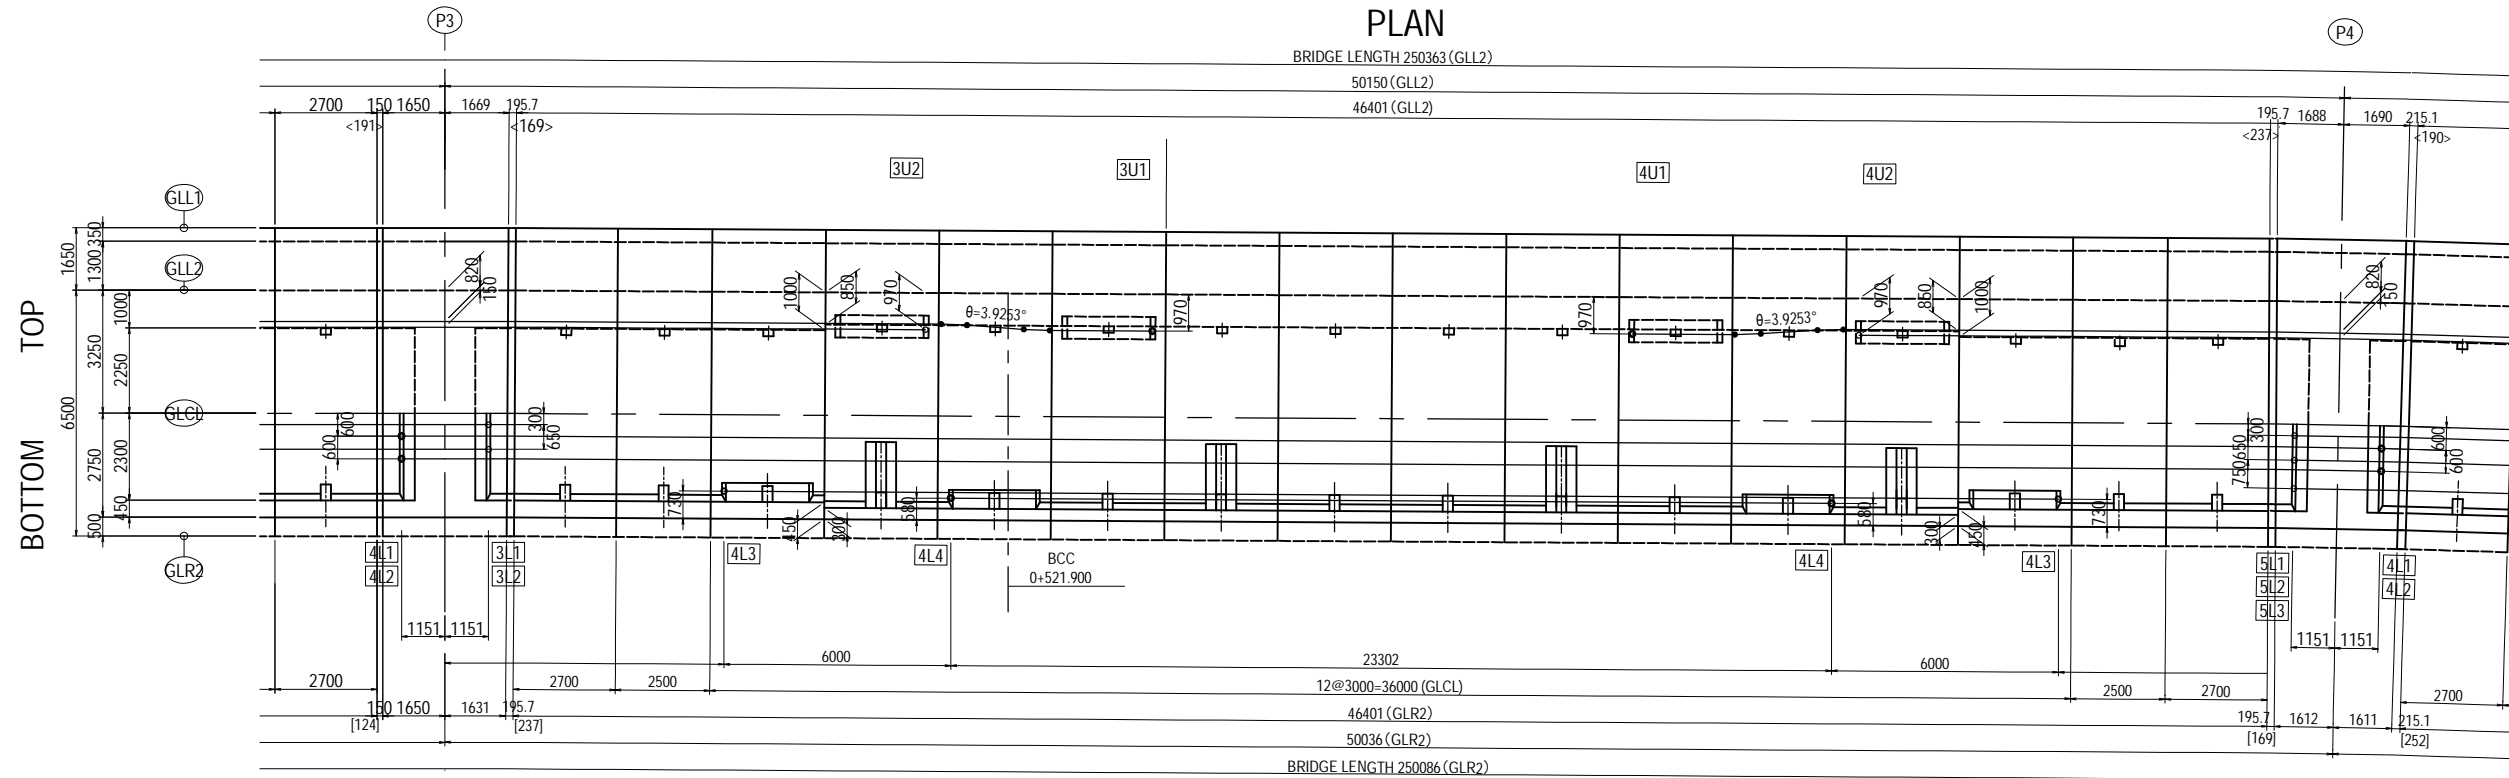 PLAN
P3
P4
BRIDGE LENGTH 250363(GLL2)
50150(GLL2)
46401(GLL2)
2700
150
1650
1669
195.7
195.7
1688
1690
215.1
<191>
<169>
<237>
<190>
3U2
3U1
4U1
4U2
GLL1
GLL2
GLCL
GLR2
TOP
BOTTOM
1650
350
1300
1000
3250
2250
6500
2750
2300
450
500
820
150
1000
850
970
θ=3.9253°
970
970
θ=3.9253°
970
850
1000
820
150
600
600
300
650
730
450
300
580
580
300
450
730
300
650
750
600
600
4L1
4L2
3L1
3L2
4L3
4L4
BCC
0+521.900
4L4
4L3
5L1
5L2
5L3
4L1
4L2
1151
1151
1151
1151
6000
23302
6000
2700
2700
2500
12@3000=36000 (GLCL)
2500
2700
2700
150
1650
1631
195.7
46401(GLR2)
195.7
1612
1611
215.1
[124]
[237]
[169]
[252]
50036(GLR2)
BRIDGE LENGTH 250086(GLR2)